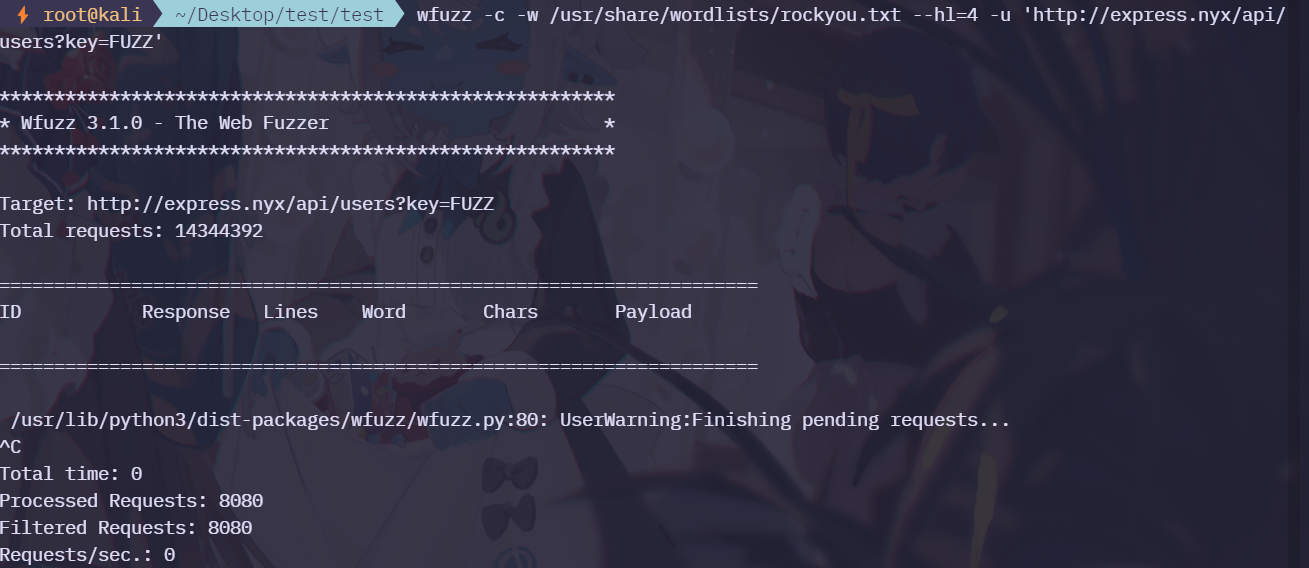 root@kali ~/Desktop/test/test wfuzz -c -w /usr/share/wordlists/rockyou.txt --hl=4 -u 'http://express.nyx/api/
users?key=FUZZ'
********************************************************
* Wfuzz 3.1.0 - The Web Fuzzer                         *
********************************************************
Target: http://express.nyx/api/users?key=FUZZ
Total requests: 14344392
=====================================================================
ID           Response   Lines    Word       Chars       Payload
=====================================================================
 /usr/lib/python3/dist-packages/wfuzz/wfuzz.py:80: UserWarning:Finishing pending requests...
^C
Total time: 0
Processed Requests: 8080
Filtered Requests: 8080
Requests/sec.: 0